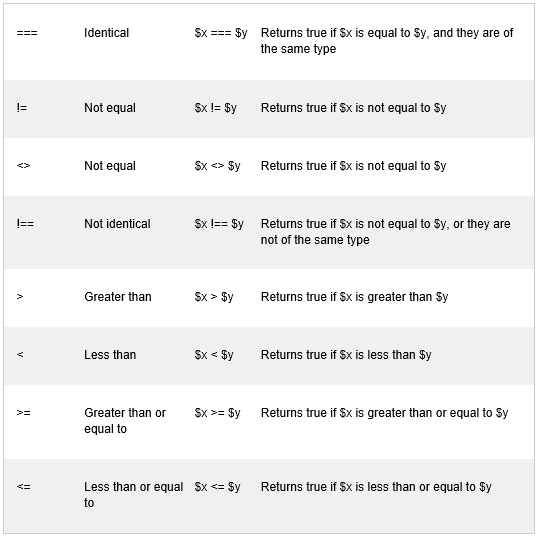 === Identical $x === $y Returns true if $x is equal to $y, and they are of
the same type
!= Not equal $x != $y Returns true if $x is not equal to $y
<> Not equal $x <> $y Returns true if $x is not equal to $y
!== Not identical $x !== $y Returns true if $x is not equal to $y, or they are
not of the same type
> Greater than $x > $y Returns true if $x is greater than $y
< Less than $x < $y Returns true if $x is less than $y
>= Greater than or $x >= $y Returns true if $x is greater than or equal to $y
equal to
<= Less than or equal $x <= $y Returns true if $x is less than or equal to $y
to